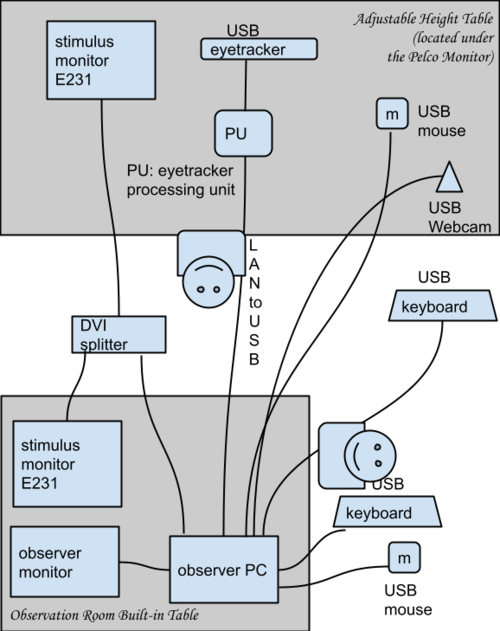 Adjustable Height Table
(located under
the Pelco Monitor)
stimulus
monitor
E231
USB
eyetracker
PU
m
USB
mouse
PU: eyetracker
processing unit
USB
Webcam
L
A
N
to
U
S
B
USB
keyboard
DVI
splitter
stimulus
monitor
E231
USB
keyboard
observer
monitor
observer PC
m
USB
mouse
Observation Room Built-in Table